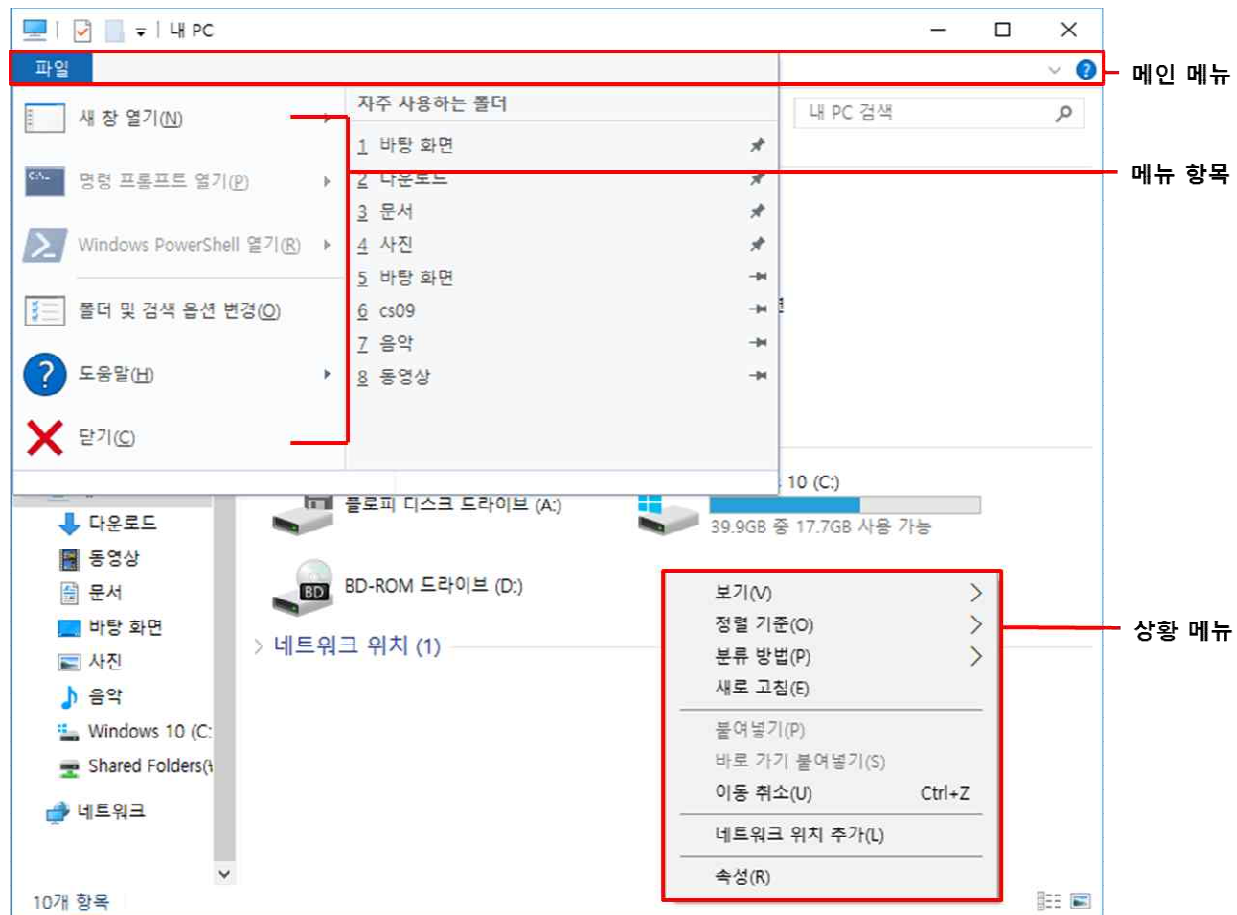 내 PC
파일
메인 메뉴
새 창 열기(N)
명령 프롬프트 열기(P)
Windows PowerShell 열기(R)
폴더 및 검색 옵션 변경(O)
도움말(H)
닫기(C)
자주 사용하는 폴더
1 바탕 화면
2 다운로드
3 문서
4 사진
5 바탕 화면
6 cs09
7 음악
8 동영상
내 PC 검색
메뉴 항목
다운로드
동영상
문서
바탕 화면
사진
음악
Windows 10 (C:
Shared Folders(
네트워크
플로피 디스크 드라이브 (A:)
10 (C:)
39.9GB 중 17.7GB 사용 가능
BD
BD-ROM 드라이브 (D:)
네트워크 위치 (1)
보기(V)
정렬 기준(O)
분류 방법(P)
새로 고침(E)
붙여넣기(P)
바로 가기 붙여넣기(S)
이동 취소(U) Ctrl+Z
네트워크 위치 추가(L)
속성(R)
상황 메뉴
10개 항목